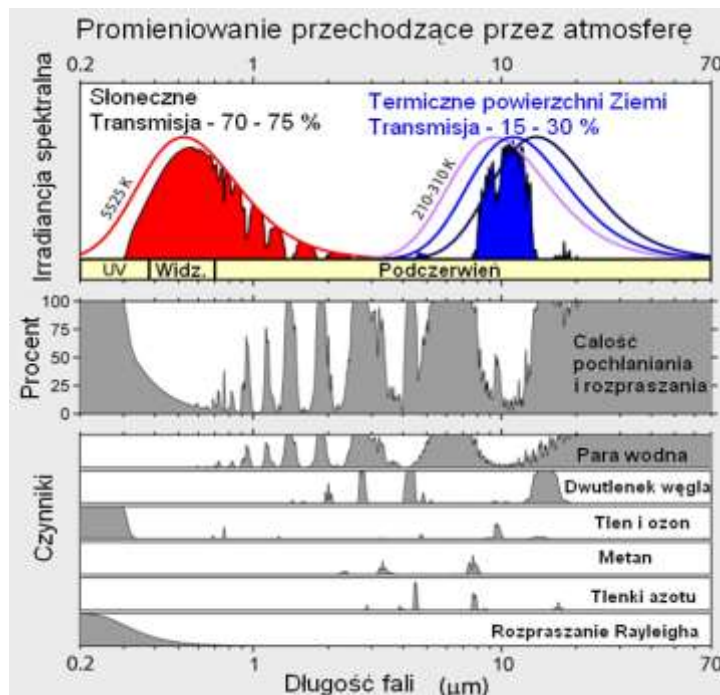 Promieniowanie przechodzące przez atmosferę
0.2 1 10 70
Irradiancja spektralna
Słoneczne
Transmisja - 70 - 75 %
Termiczne powierzchni Ziemi
Transmisja - 15 - 30 %
5525 K
210-310 K
UV Widz. Podczerwień
Procent
100
75
50
25
0
Całość
pochłaniania
i rozpraszania
Czynniki
Para wodna
Dwutlenek węgla
Tlen i ozon
Metan
Tlenki azotu
Rozpraszanie Rayleigha
0.2 1 10 70
Długość fali (μm)